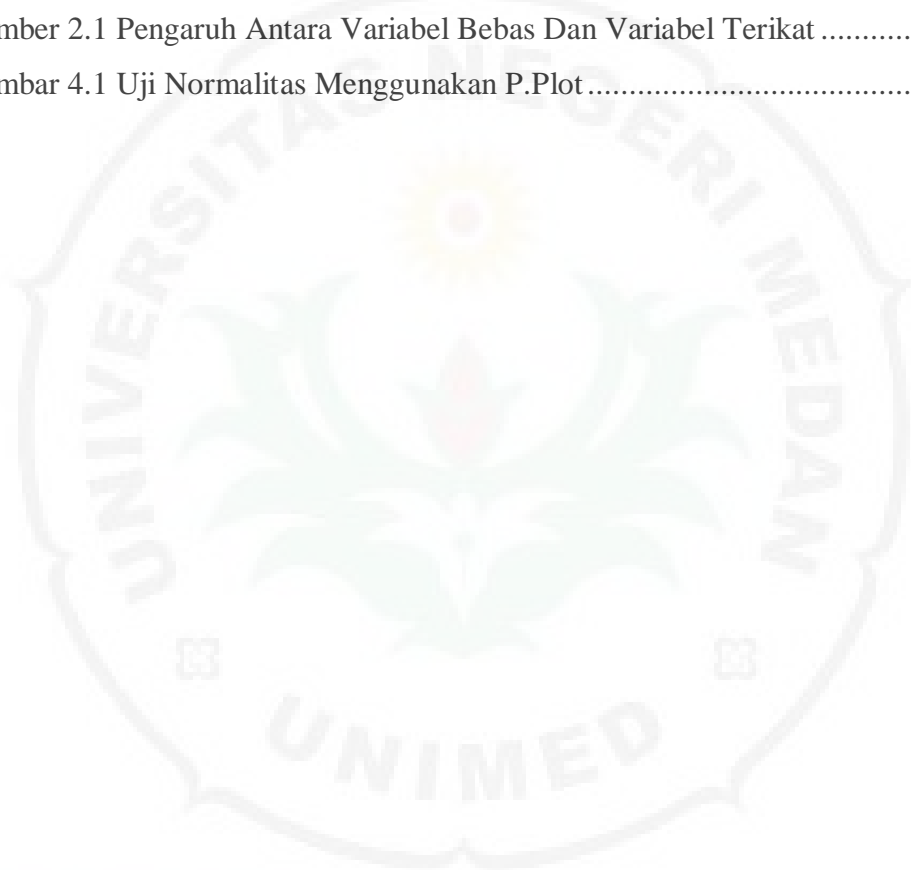 mber 2.1 Pengaruh Antara Variabel Bebas Dan Variabel Terikat ...........
mbar 4.1 Uji Normalitas Menggunakan P.Plot ....................................
UNIVERSITAS NEGERI MEDAN
UNIMED